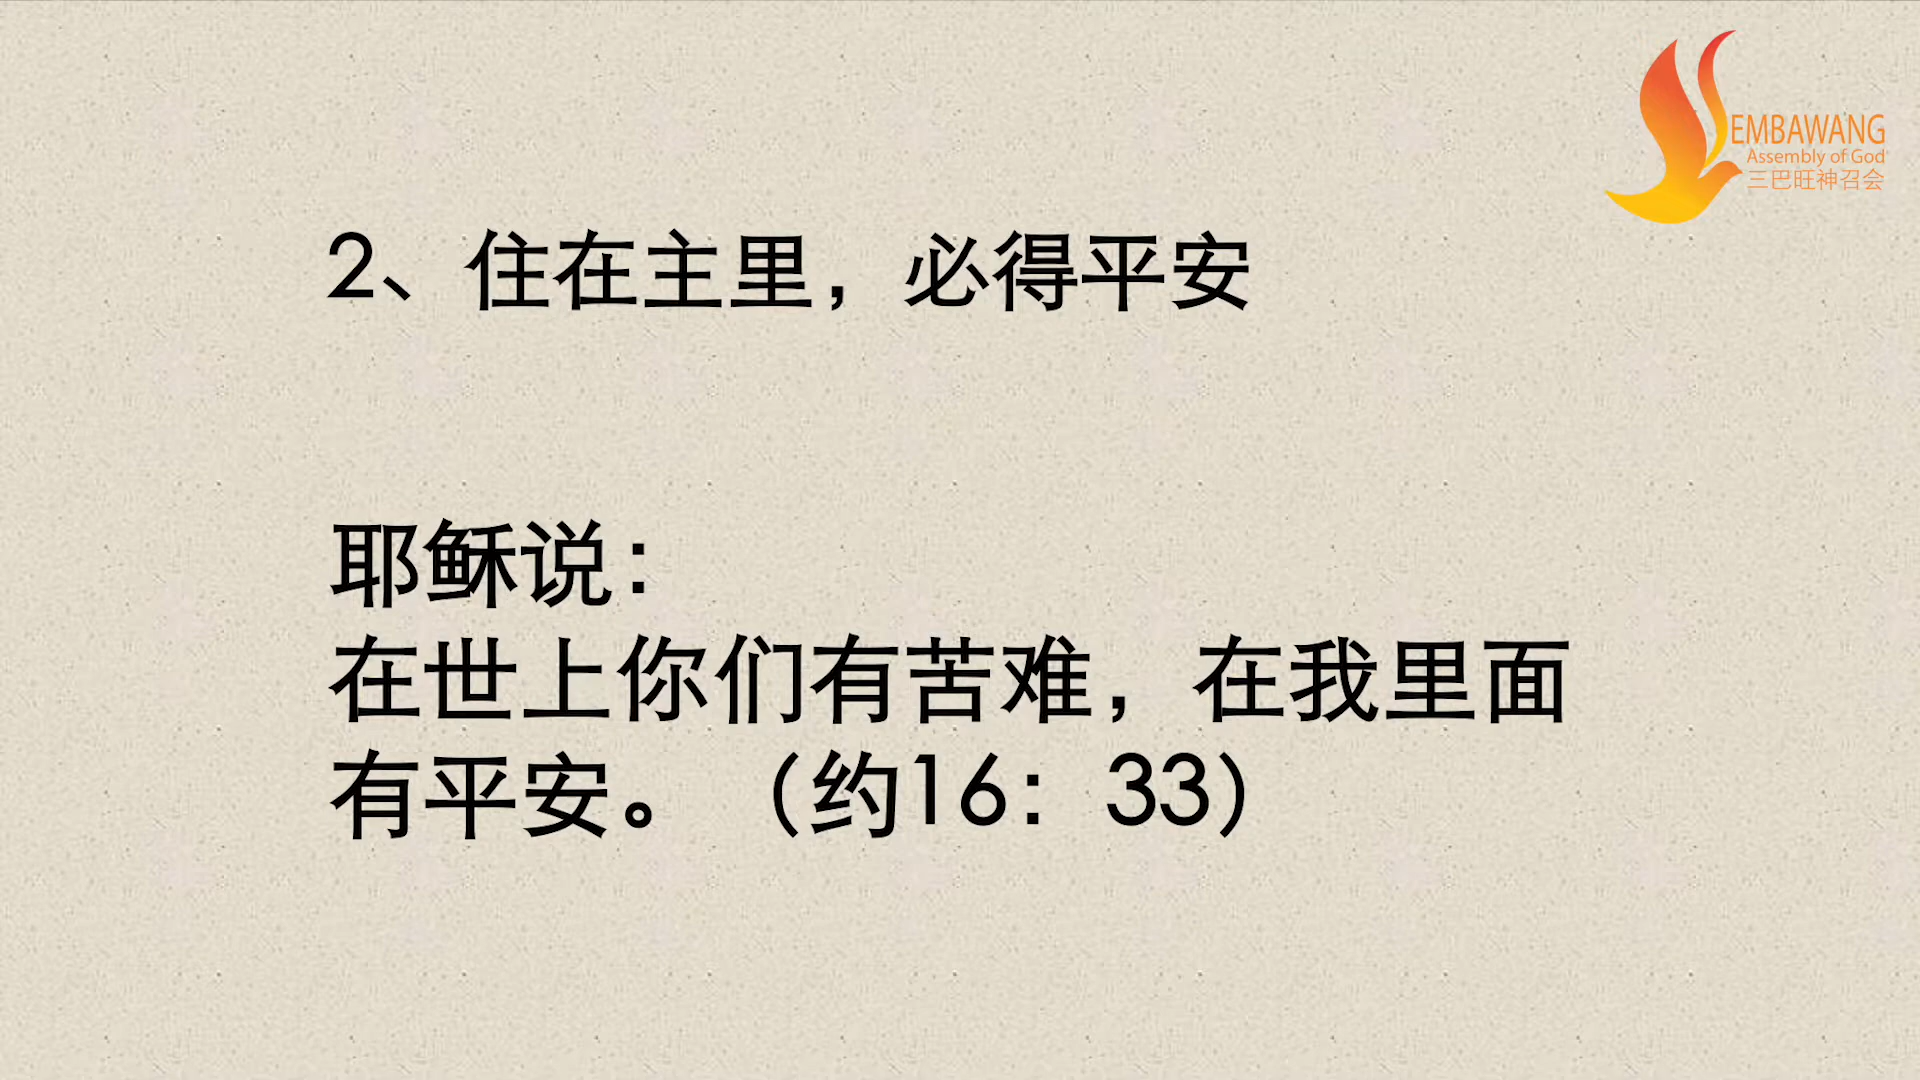 EMBAWANG
Assembly of God
三巴旺神召会
2、住在主里，必得平安
耶稣说：
在世上你们有苦难，在我里面
有平安。（约16：33）